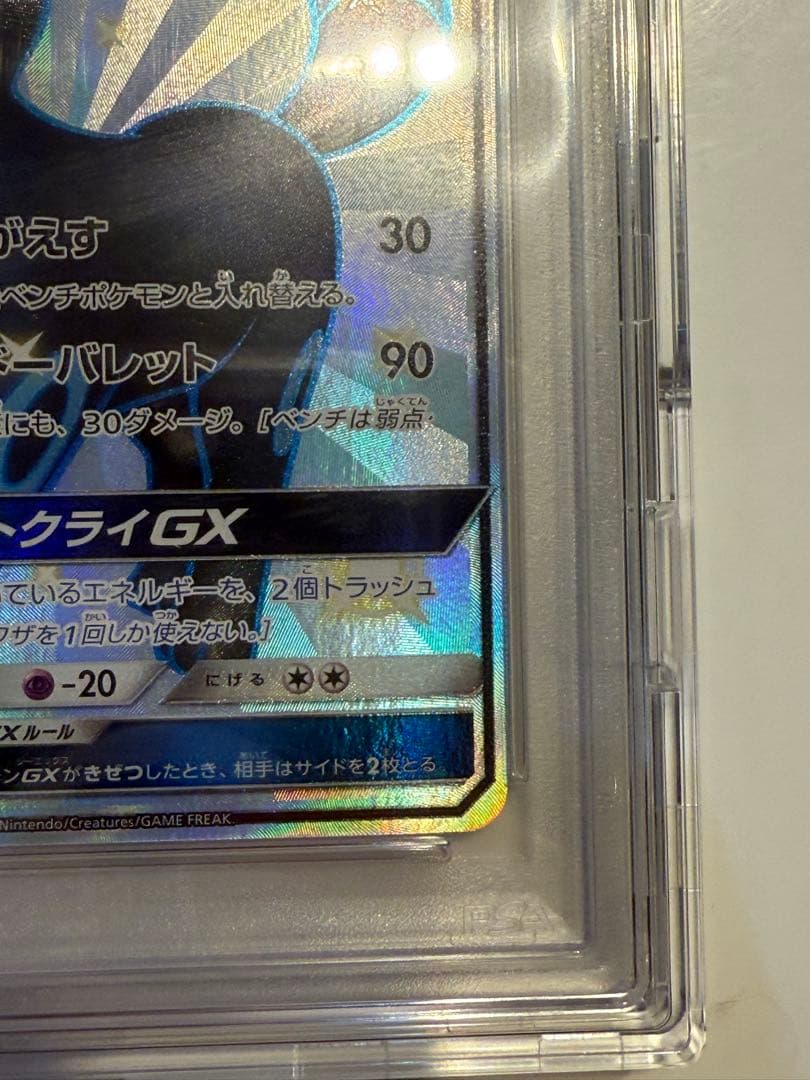 がえす 30
ベンチポケモンと入れ替える。
ーバレット 90
にも、30ダメージ。［ベンチは弱点・
トクライGX
ているエネルギーを、2個トラッシュ
ワザを1回しか使えない。］
-20 にげる
Xルール
ンGXがきぜつしたとき、相手はサイドを2枚とる
Nintendo/Creatures/GAME FREAK.
PSA